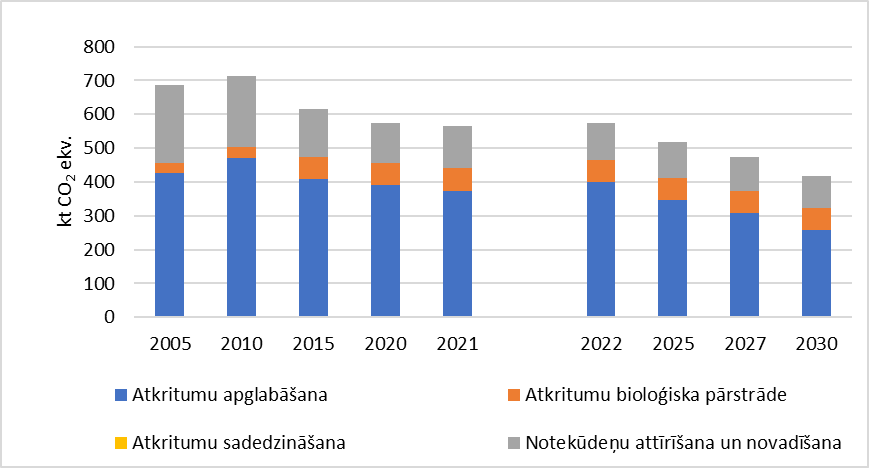 800
700
600
500
400
300
200
100
0
kt CO₂ ekv.
2005 2010 2015 2020 2021 2022 2025 2027 2030
Atkritumu apglabāšana Atkritumu bioloģiska pārstrāde
Atkritumu sadedzināšana Notekūdeņu attīrīšana un novadīšana